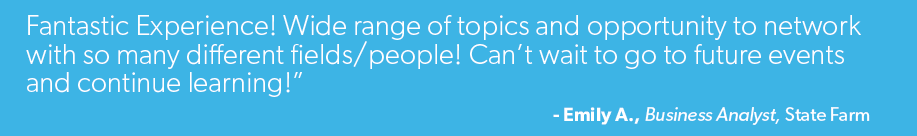 Fantastic Experience! Wide range of topics and opportunity to network
with so many different fields/people! Can’t wait to go to future events
and continue learning!”
- Emily A., Business Analyst, State Farm